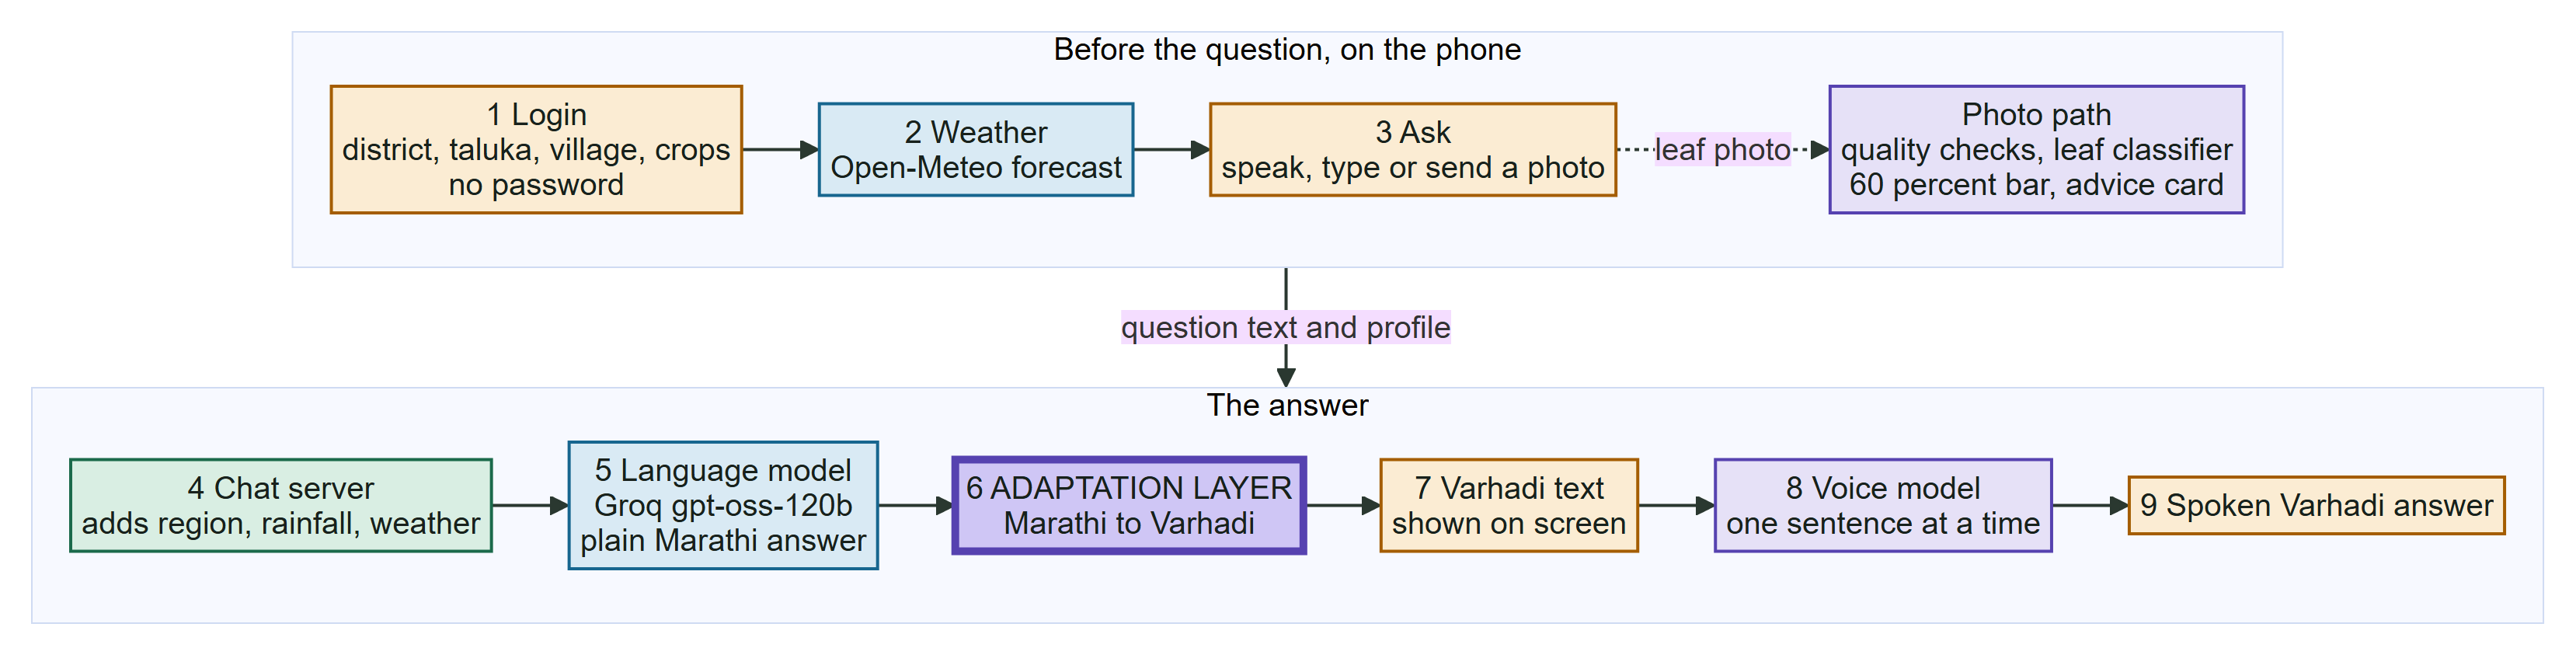 Before the question, on the phone
1 Login
district, taluka, village, crops
no password
2 Weather
Open-Meteo forecast
3 Ask
speak, type or send a photo
leaf photo
Photo path
quality checks, leaf classifier
60 percent bar, advice card
question text and profile
The answer
4 Chat server
adds region, rainfall, weather
5 Language model
Groq gpt-oss-120b
plain Marathi answer
6 ADAPTATION LAYER
Marathi to Varhadi
7 Varhadi text
shown on screen
8 Voice model
one sentence at a time
9 Spoken Varhadi answer